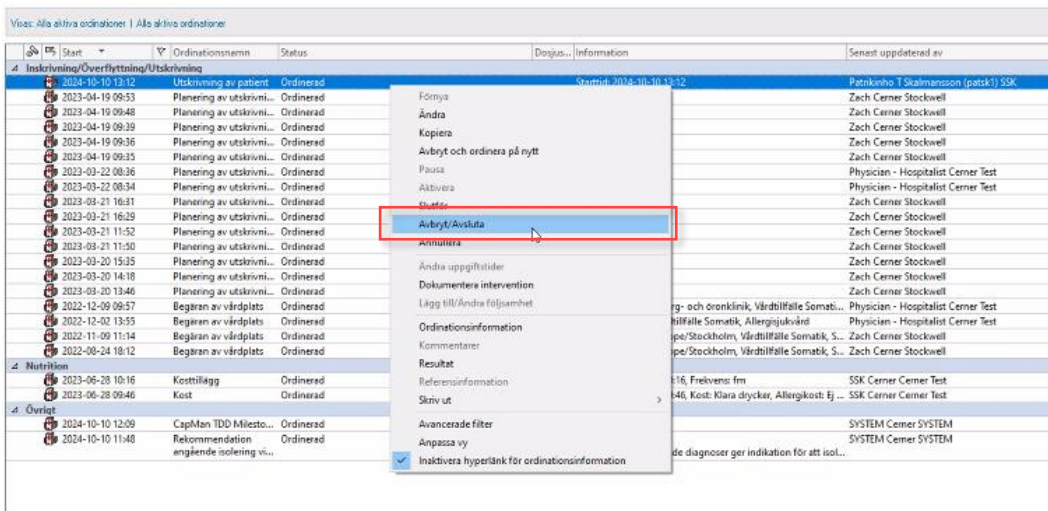 Visas: Alla aktiva ordinationer | Alla aktiva ordinationer
Start Ordinationsnamn Status Dosjus... Information Senast uppdaterad av
Inskrivning/Överflyttning/Utskrivning
2024-10-10 13:12 Utskrivning av patient Ordinerad Starttid: 2024-10-10 13:12 Patrikinho T Skalmansson (patsk1) SSK
2023-04-19 09:53 Planering av utskrivni... Ordinerad Förnya Zach Cerner Stockwell
2023-04-19 09:48 Planering av utskrivni... Ordinerad Ändra Zach Cerner Stockwell
2023-04-19 09:39 Planering av utskrivni... Ordinerad Kopiera Zach Cerner Stockwell
2023-04-19 09:36 Planering av utskrivni... Ordinerad Avbryt och ordinera på nytt Zach Cerner Stockwell
2023-04-19 09:35 Planering av utskrivni... Ordinerad Zach Cerner Stockwell
2023-03-22 08:36 Planering av utskrivni... Ordinerad Pausa Physician - Hospitalist Cerner Test
2023-03-22 08:34 Planering av utskrivni... Ordinerad Aktivera Physician - Hospitalist Cerner Test
2023-03-21 16:31 Planering av utskrivni... Ordinerad Slutför Zach Cerner Stockwell
2023-03-21 16:29 Planering av utskrivni... Ordinerad Avbryt/Avsluta Zach Cerner Stockwell
2023-03-21 11:52 Planering av utskrivni... Ordinerad Zach Cerner Stockwell
2023-03-21 11:50 Planering av utskrivni... Ordinerad Annullera Zach Cerner Stockwell
2023-03-20 15:35 Planering av utskrivni... Ordinerad Ändra uppgiftstider Zach Cerner Stockwell
2023-03-20 14:18 Planering av utskrivni... Ordinerad Dokumentera intervention Zach Cerner Stockwell
2023-03-20 13:46 Planering av utskrivni... Ordinerad Zach Cerner Stockwell
2022-12-09 09:57 Begäran av vårdplats Ordinerad Lägg till/Ändra följsamhet rg- och öronklinik, Vårdtillfälle Somati... Physician - Hospitalist Cerner Test
2022-12-02 13:55 Begäran av vårdplats Ordinerad Ordinationsinformation tillfälle Somatik, Allergisjukvård Physician - Hospitalist Cerner Test
2022-11-09 11:14 Begäran av vårdplats Ordinerad Kommentarer pe/Stockholm, Vårdtillfälle Somatik, S... Zach Cerner Stockwell
2022-08-24 18:12 Begäran av vårdplats Ordinerad pe/Stockholm, Vårdtillfälle Somatik, S... Zach Cerner Stockwell
Nutrition Resultat
2023-06-28 10:16 Kosttillägg Ordinerad Referensinformation :16, Frekvens: fm SSK Cerner Cerner Test
2023-06-28 09:46 Kost Ordinerad Skriv ut :46, Kost: Klara drycker, Allergikost: Ej ... SSK Cerner Cerner Test
Övrigt
2024-10-10 12:09 CapMan TDD Milesto... Ordinerad Avancerade filter SYSTEM Cerner SYSTEM
2024-10-10 11:48 Rekommendation Ordinerad Anpassa vy SYSTEM Cerner SYSTEM
angående isolering vi... Inaktivera hyperlänk för ordinationsinformation de diagnoser ger indikation för att isol...